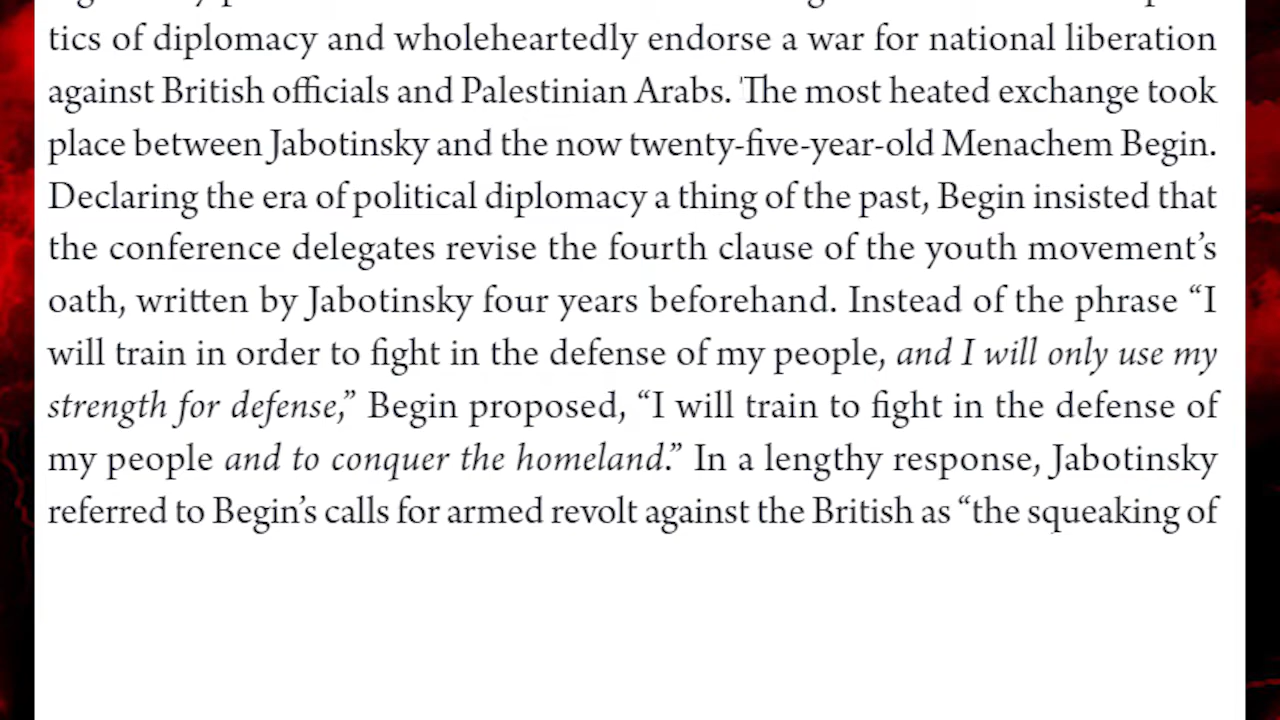 tics of diplomacy and wholeheartedly endorse a war for national liberation
against British officials and Palestinian Arabs. The most heated exchange took
place between Jabotinsky and the now twenty-five-year-old Menachem Begin.
Declaring the era of political diplomacy a thing of the past, Begin insisted that
the conference delegates revise the fourth clause of the youth movement’s
oath, written by Jabotinsky four years beforehand. Instead of the phrase “I
will train in order to fight in the defense of my people, and I will only use my
strength for defense,” Begin proposed, “I will train to fight in the defense of
my people and to conquer the homeland.” In a lengthy response, Jabotinsky
referred to Begin’s calls for armed revolt against the British as “the squeaking of